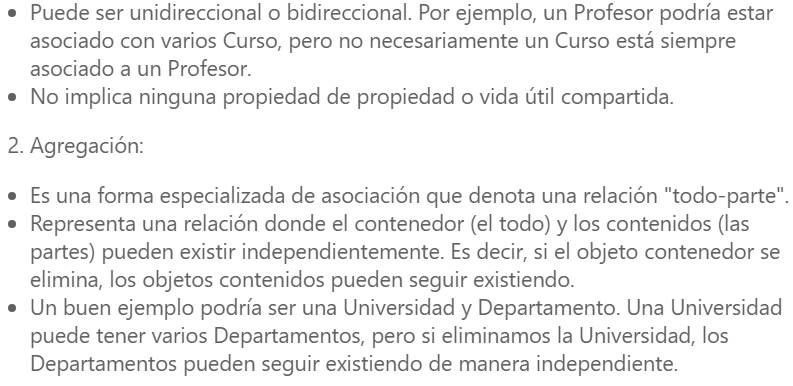 • Puede ser unidireccional o bidireccional. Por ejemplo, un Profesor podría estar
asociado con varios Curso, pero no necesariamente un Curso está siempre
asociado a un Profesor.
• No implica ninguna propiedad de propiedad o vida útil compartida.
2. Agregación:
• Es una forma especializada de asociación que denota una relación "todo-parte".
• Representa una relación donde el contenedor (el todo) y los contenidos (las
partes) pueden existir independientemente. Es decir, si el objeto contenedor se
elimina, los objetos contenidos pueden seguir existiendo.
• Un buen ejemplo podría ser una Universidad y Departamento. Una Universidad
puede tener varios Departamentos, pero si eliminamos la Universidad, los
Departamentos pueden seguir existiendo de manera independiente.